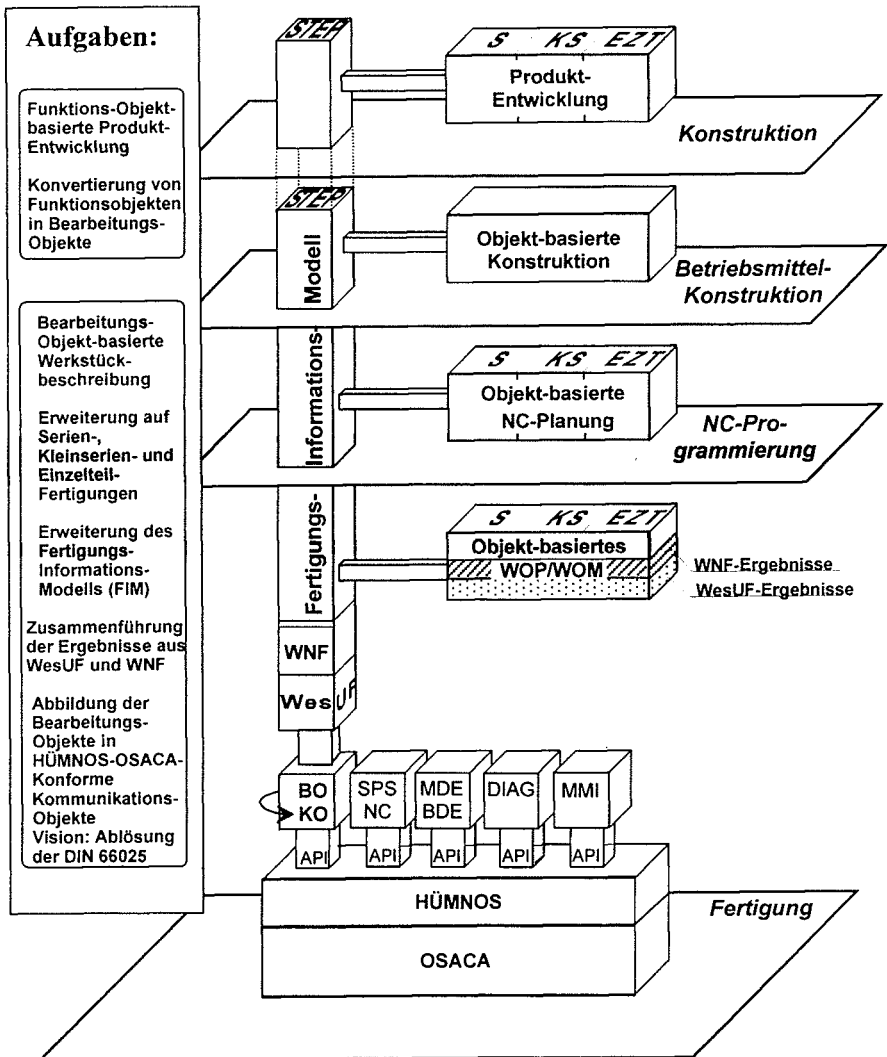 Aufgaben:
Funktions-Objekt-
basierte Produkt-
Entwicklung
Konvertierung von
Funktionsobjekten
in Bearbeitungs-
Objekte
Bearbeitungs-
Objekt-basierte
Werkstück-
beschreibung
Erweiterung auf
Serien-,
Kleinserien- und
Einzelteil-
Fertigungen
Erweiterung des
Fertigungs-
Informations-
Modells (FIM)
Zusammenführung
der Ergebnisse aus
WesUF und WNF
Abbildung der
Bearbeitungs-
Objekte in
HÜMNOS-OSACA-
Konforme
Kommunikations-
Objekte
Vision: Ablösung
der DIN 66025
STEP
S KS EZT
Produkt-
Entwicklung
Konstruktion
STEP
Fertigungs-Informations-Modell
Objekt-basierte
Konstruktion
Betriebsmittel-
Konstruktion
S KS EZT
Objekt-basierte
NC-Planung
NC-Pro-
grammierung
S KS EZT
Objekt-basiertes
WOP/WOM
WNF-Ergebnisse
WesUF-Ergebnisse
WNF
WesUF
BO
KO
SPS
NC
MDE
BDE
DIAG
MMI
API
API
API
API
API
HÜMNOS
OSACA
Fertigung